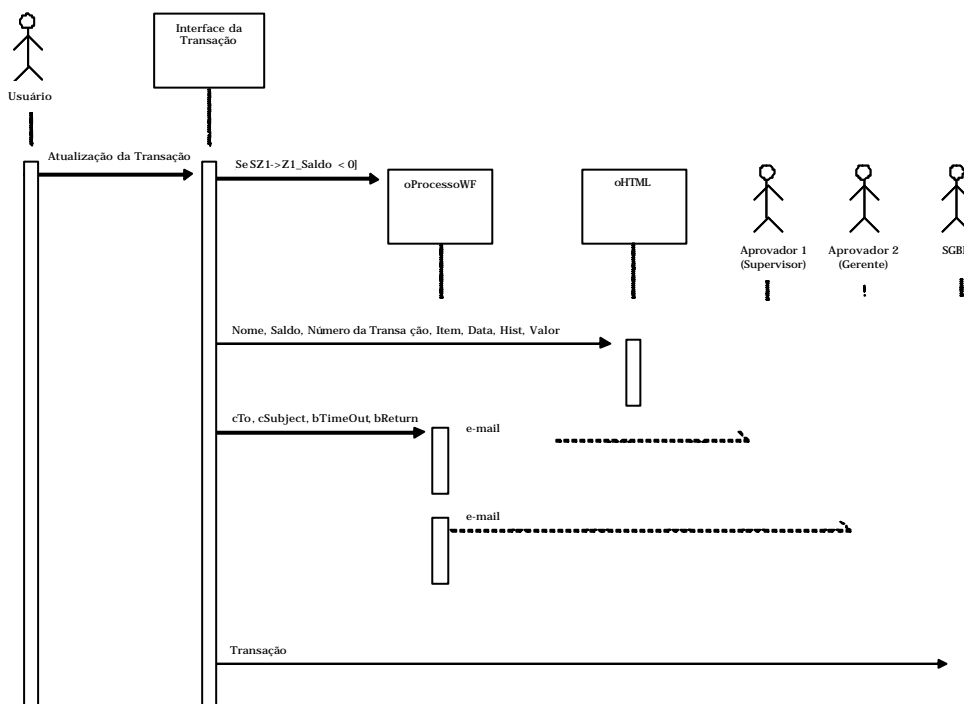 Interface da
Transação
Usuário
Atualização da Transação
Se SZ1->Z1_Saldo < 0]
oProcessoWF
oHTML
Aprovador 1
(Supervisor)
Aprovador 2
(Gerente)
Nome, Saldo, Número da Transa ção, Item, Data, Hist, Valor
cTo, cSubject, bTimeOut, bReturn
e-mail
e-mail
Transação